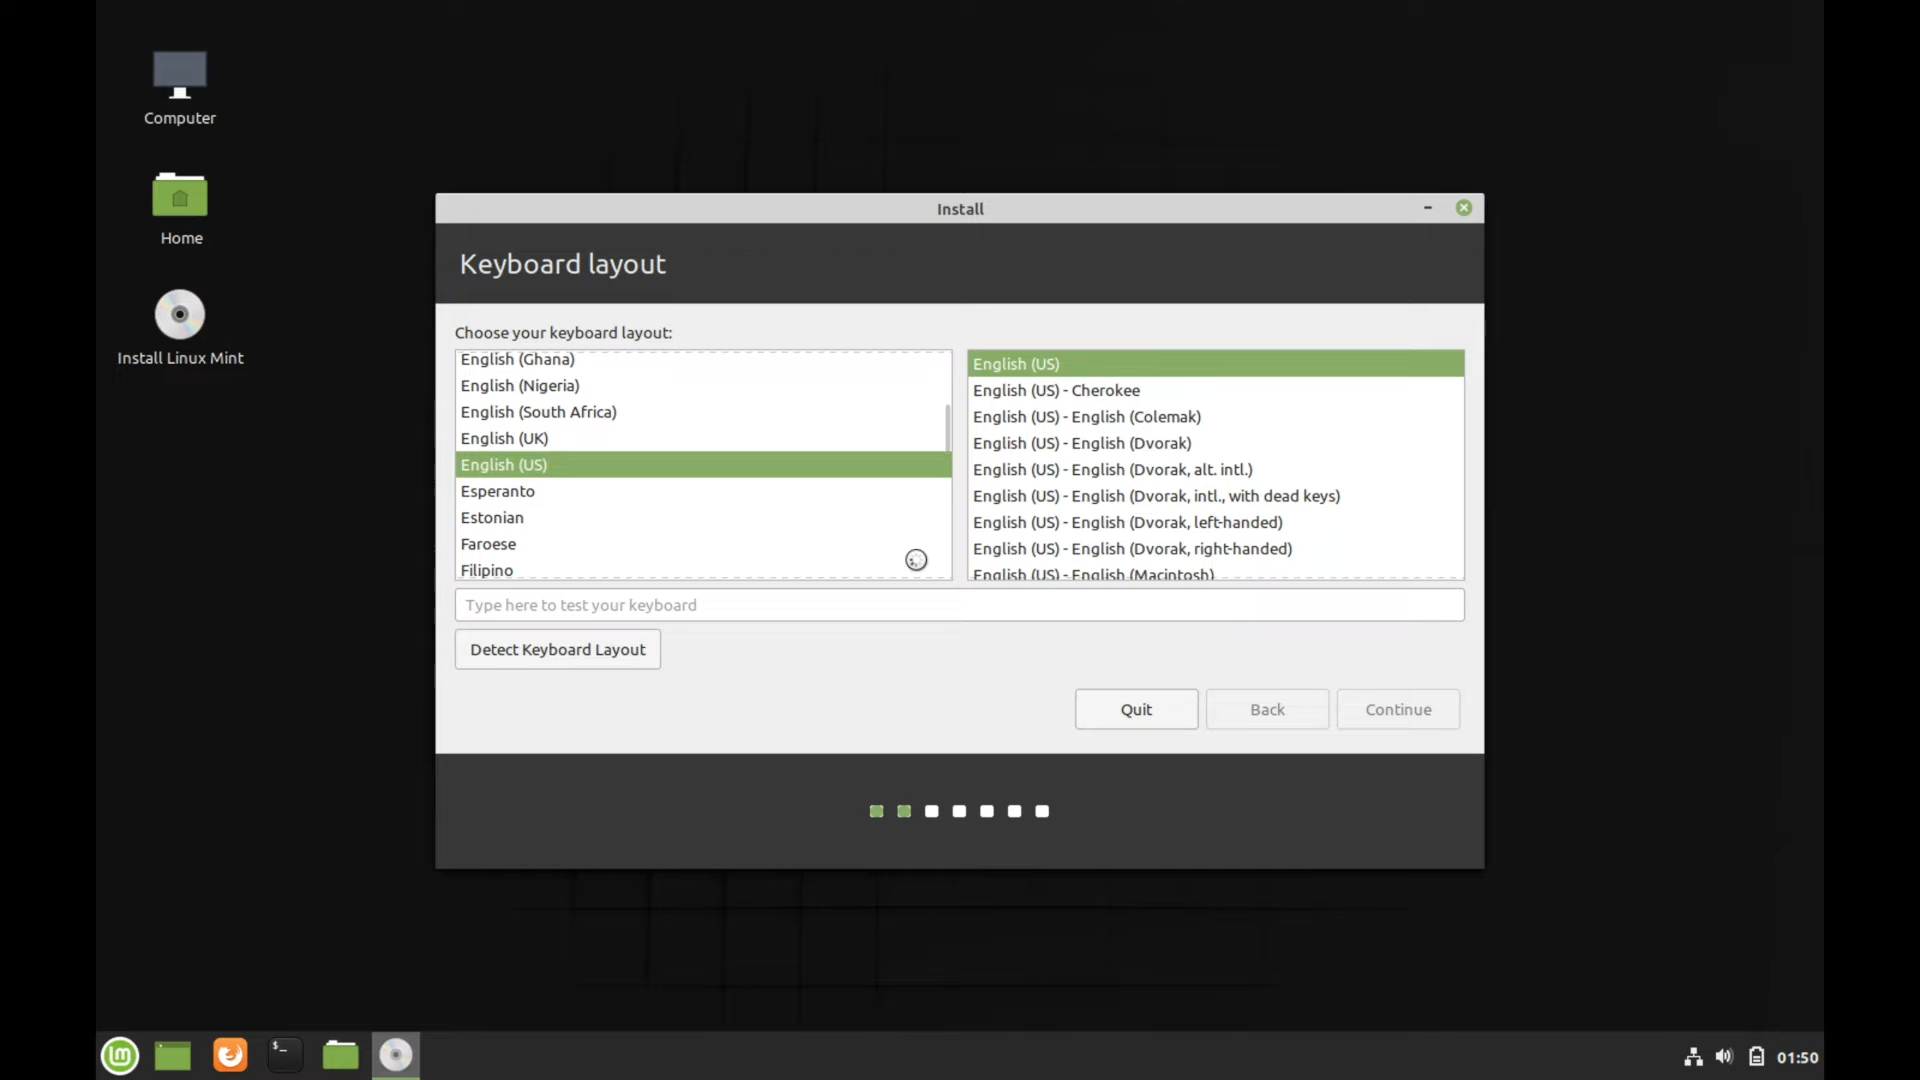 Computer
Home
Install Linux Mint
Install
Keyboard layout
Choose your keyboard layout:
English (Ghana)
English (Nigeria)
English (South Africa)
English (UK)
English (US)
Esperanto
Estonian
Faroese
Filipino
English (US)
English (US) - Cherokee
English (US) - English (Colemak)
English (US) - English (Dvorak)
English (US) - English (Dvorak, alt. intl.)
English (US) - English (Dvorak, intl., with dead keys)
English (US) - English (Dvorak, left-handed)
English (US) - English (Dvorak, right-handed)
English (US) - English (Macintosh)
Type here to test your keyboard
Detect Keyboard Layout
Quit
Back
Continue
$_
01:50